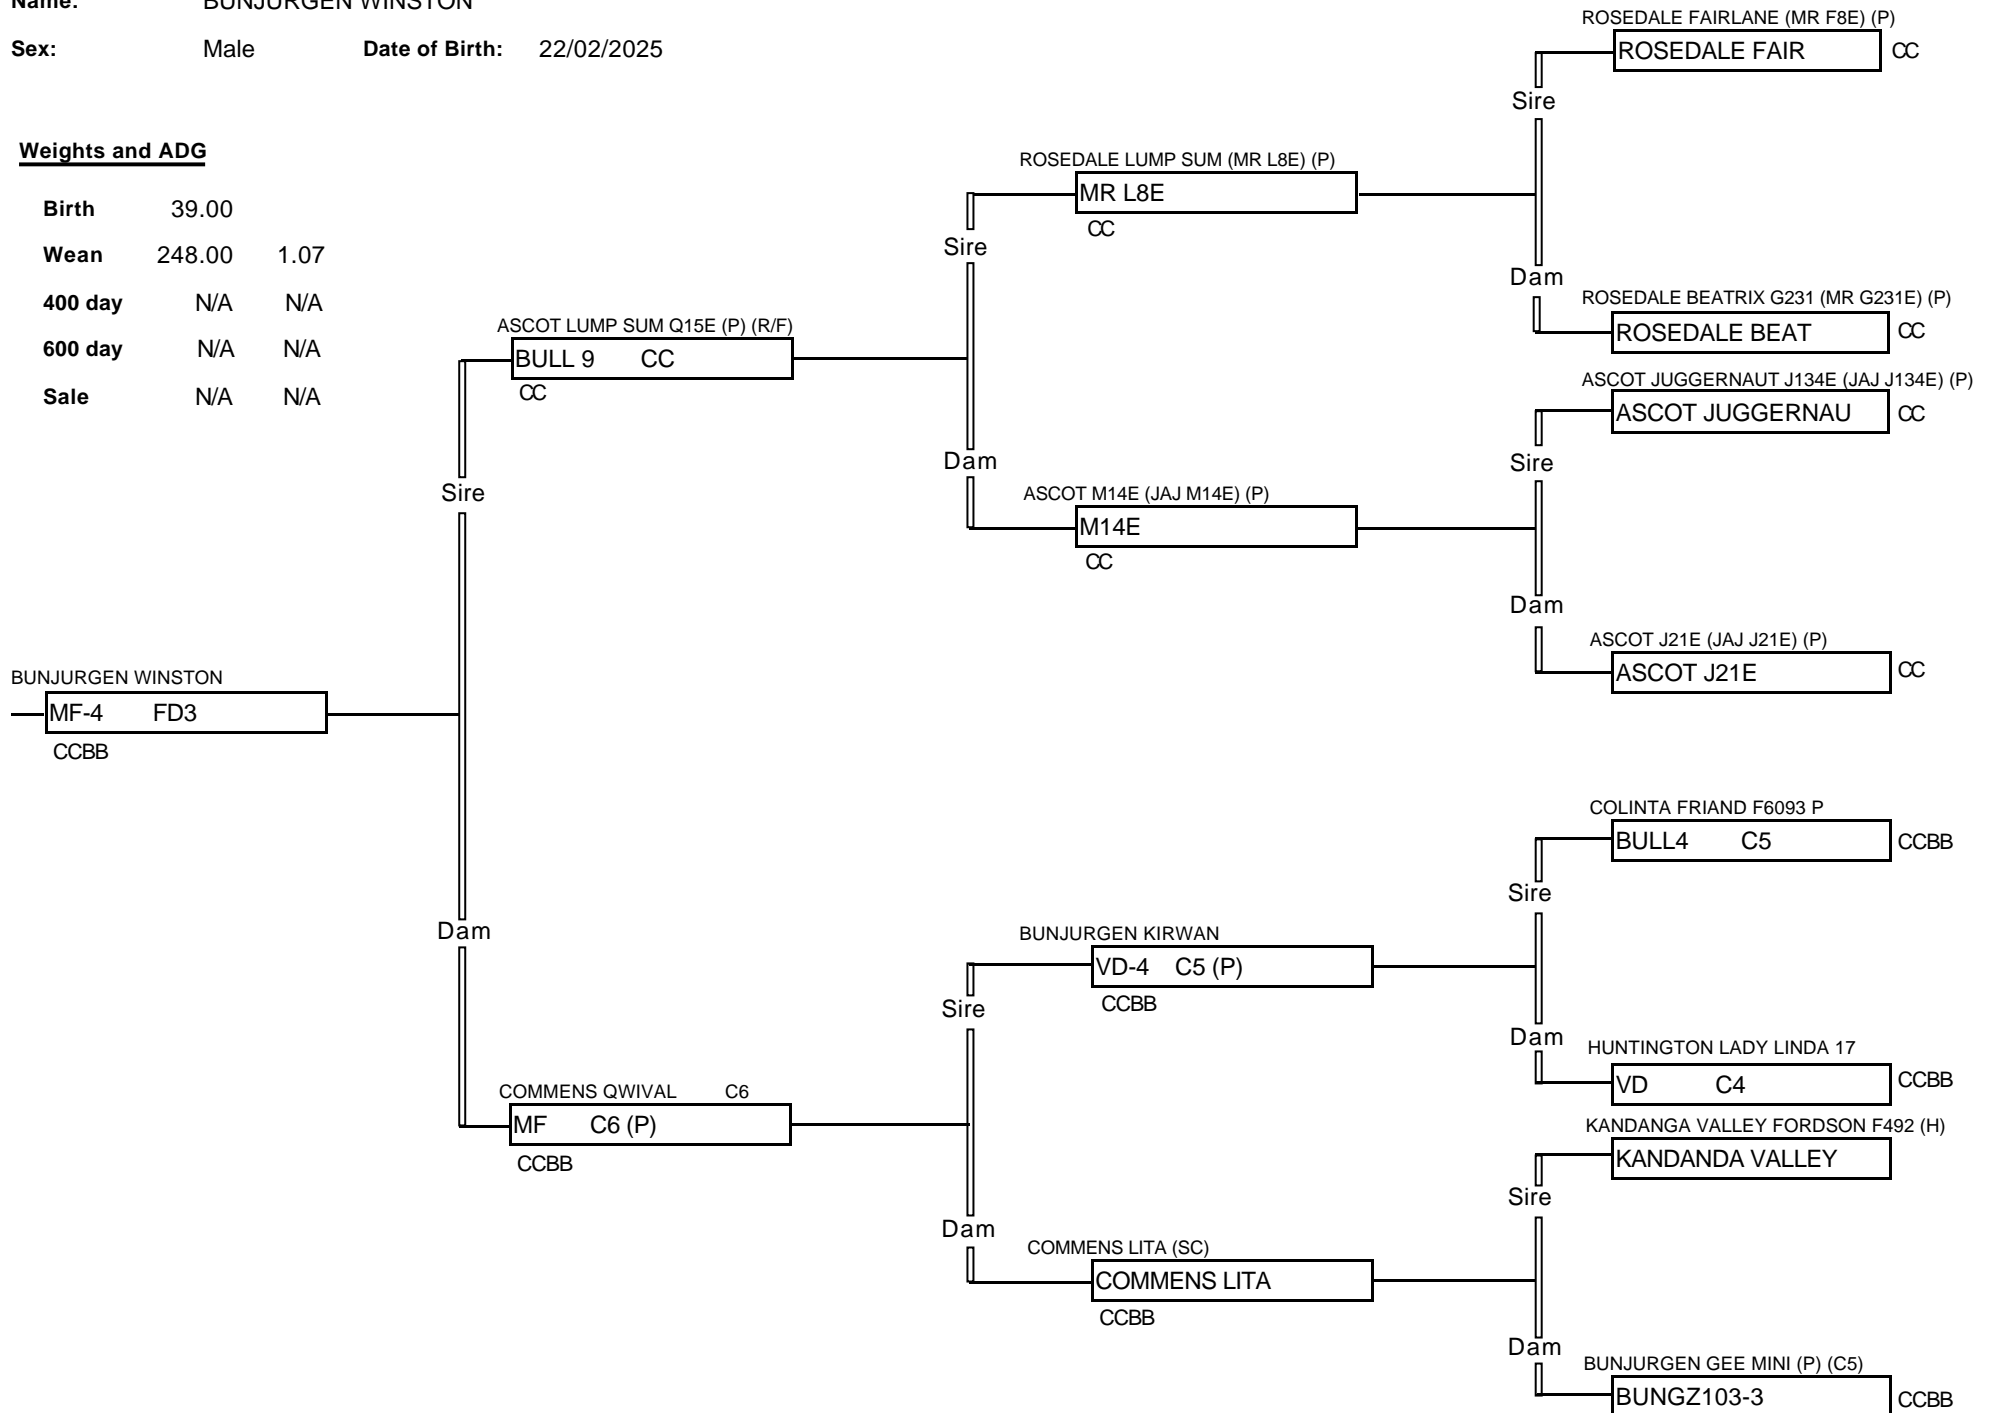 Name: BUNJURGEN WINSTON
Sex: Male Date of Birth: 22/02/2025
Weights and ADG
Birth 39.00
Wean 248.00 1.07
400 day N/A N/A
600 day N/A N/A
Sale N/A N/A
BUNJURGEN WINSTON
MF-4 FD3
CCBB
Sire
Dam
ASCOT LUMP SUM Q15E (P) (R/F)
BULL 9 CC
CC
COMMENS QWIVAL C6
MF C6 (P)
CCBB
Sire
Dam
ROSEDALE LUMP SUM (MR L8E) (P)
MR L8E
CC
ASCOT M14E (JAJ M14E) (P)
M14E
CC
Sire
Dam
BUNJURGEN KIRWAN
VD-4 C5 (P)
CCBB
COMMENS LITA (SC)
COMMENS LITA
CCBB
Sire
Dam
ROSEDALE FAIRLANE (MR F8E) (P)
ROSEDALE FAIR CC
ROSEDALE BEATRIX G231 (MR G231E) (P)
ROSEDALE BEAT CC
Sire
Dam
ASCOT JUGGERNAUT J134E (JAJ J134E) (P)
ASCOT JUGGERNAU CC
ASCOT J21E (JAJ J21E) (P)
ASCOT J21E CC
Sire
Dam
COLINTA FRIAND F6093 P
BULL4 C5 CCBB
HUNTINGTON LADY LINDA 17
VD C4 CCBB
Sire
Dam
KANDANGA VALLEY FORDSON F492 (H)
KANDANDA VALLEY
BUNJURGEN GEE MINI (P) (C5)
BUNGZ103-3 CCBB